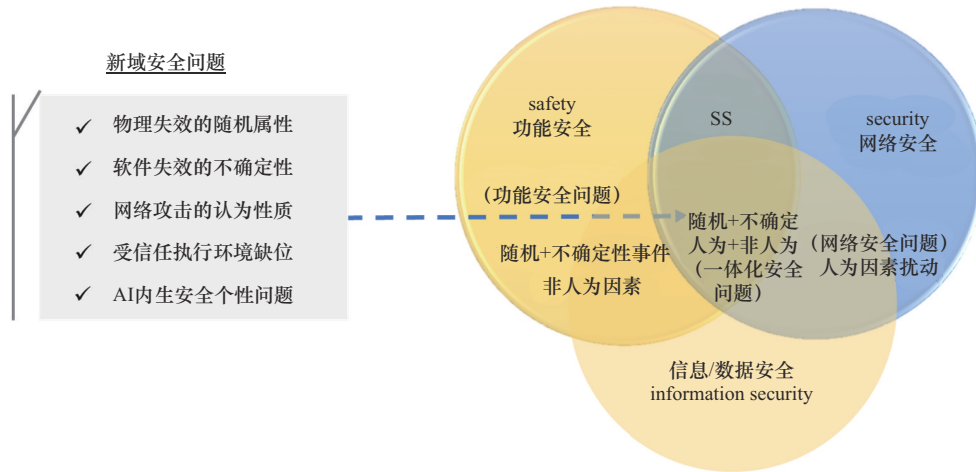 新域安全问题
✓ 物理失效的随机属性
✓ 软件失效的不确定性
✓ 网络攻击的认为性质
✓ 受信任执行环境缺位
✓ AI内生安全个性问题
safety
功能安全
(功能安全问题)
随机+不确定性事件
非人为因素
SS
security
网络安全
随机+不确定
人为+非人为
(一体化安全
问题)
(网络安全问题)
人为因素扰动
信息/数据安全
information security